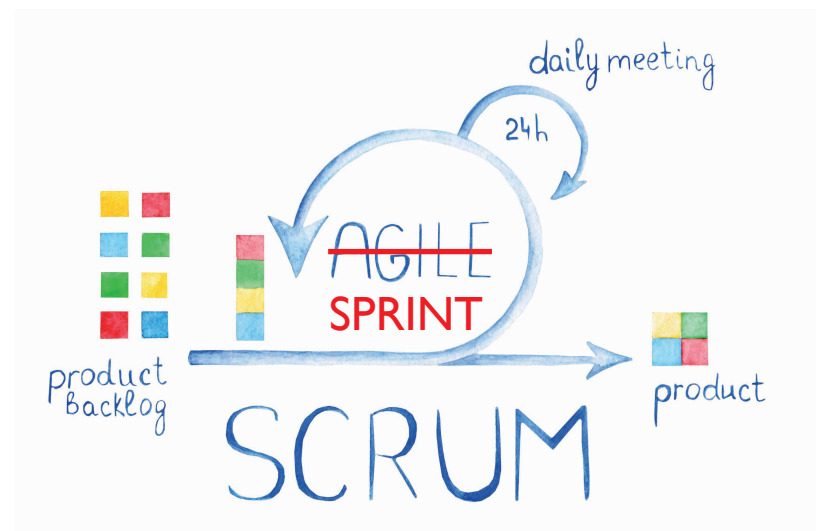 daily meeting
24h
AGILE
SPRINT
product
backlog
product
SCRUM